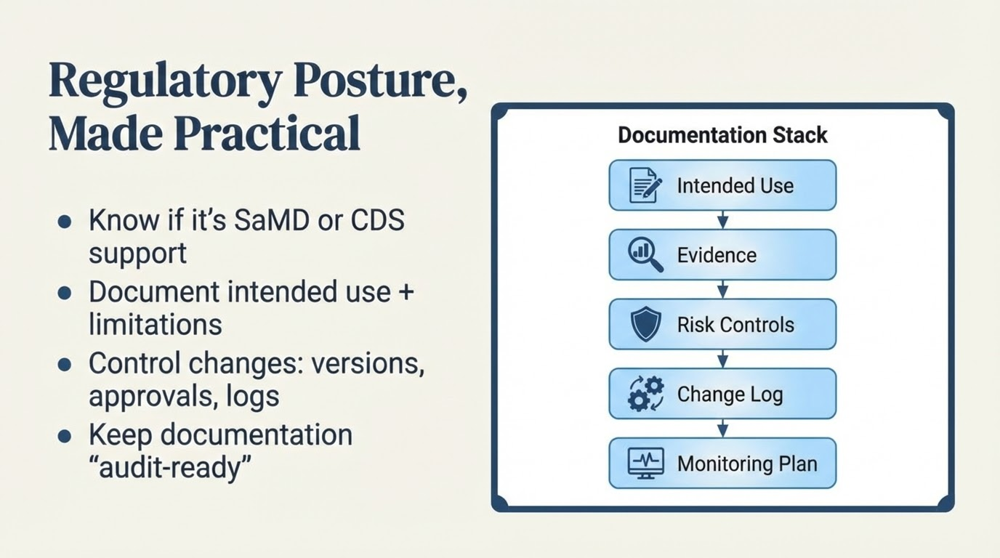 Regulatory Posture,
Made Practical
● Know if it’s SaMD or CDS
support
● Document intended use +
limitations
● Control changes: versions,
approvals, logs
● Keep documentation
“audit-ready”
Documentation Stack
Intended Use
Evidence
Risk Controls
Change Log
Monitoring Plan